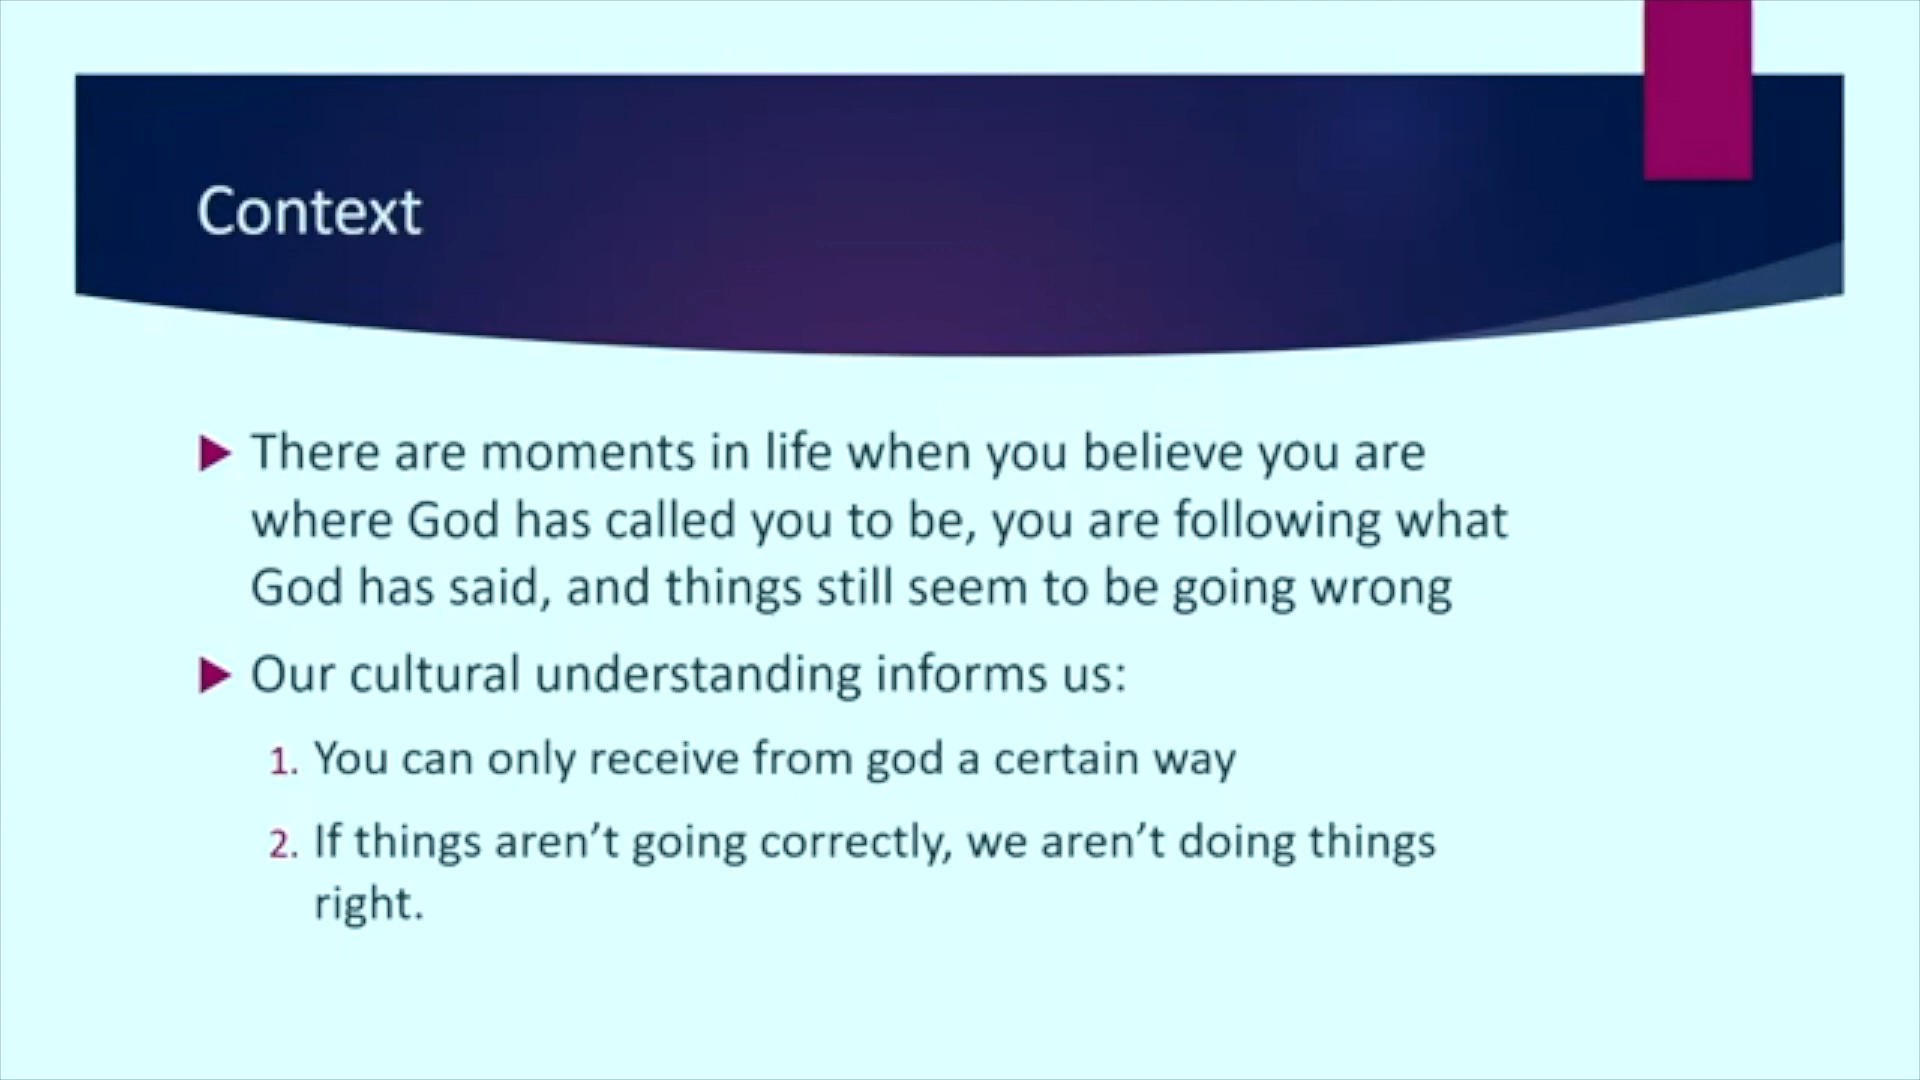 Context
There are moments in life when you believe you are
where God has called you to be, you are following what
God has said, and things still seem to be going wrong
Our cultural understanding informs us:
1. You can only receive from god a certain way
2. If things aren’t going correctly, we aren’t doing things
right.